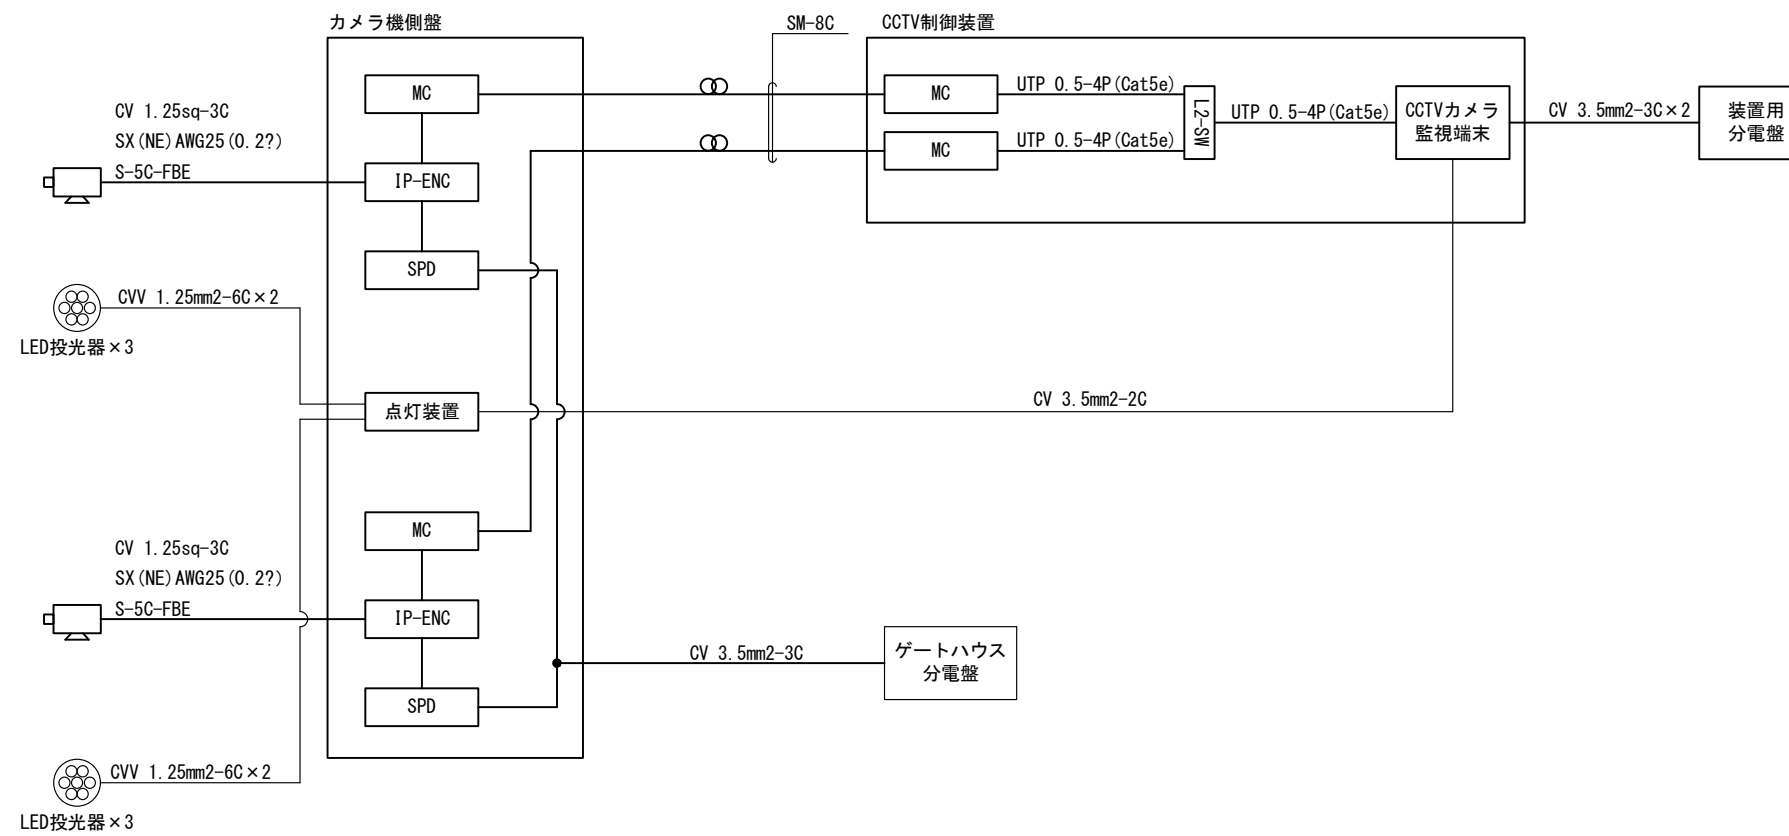 カメラ機側盤
SM-8C
CCTV制御装置
MC
MC
UTP 0.5-4P(Cat5e)
CV 1.25sq-3C
SX(NE)AWG25(0.2?)
S-5C-FBE
L2-SW
UTP 0.5-4P(Cat5e)
CCTVカメラ
監視端末
CV 3.5mm2-3C×2
装置用
分電盤
MC
UTP 0.5-4P(Cat5e)
IP-ENC
SPD
CVV 1.25mm2-6C×2
LED投光器×3
点灯装置
CV 3.5mm2-2C
MC
CV 1.25sq-3C
SX(NE)AWG25(0.2?)
S-5C-FBE
IP-ENC
CV 3.5mm2-3C
ゲートハウス
分電盤
SPD
CVV 1.25mm2-6C×2
LED投光器×3